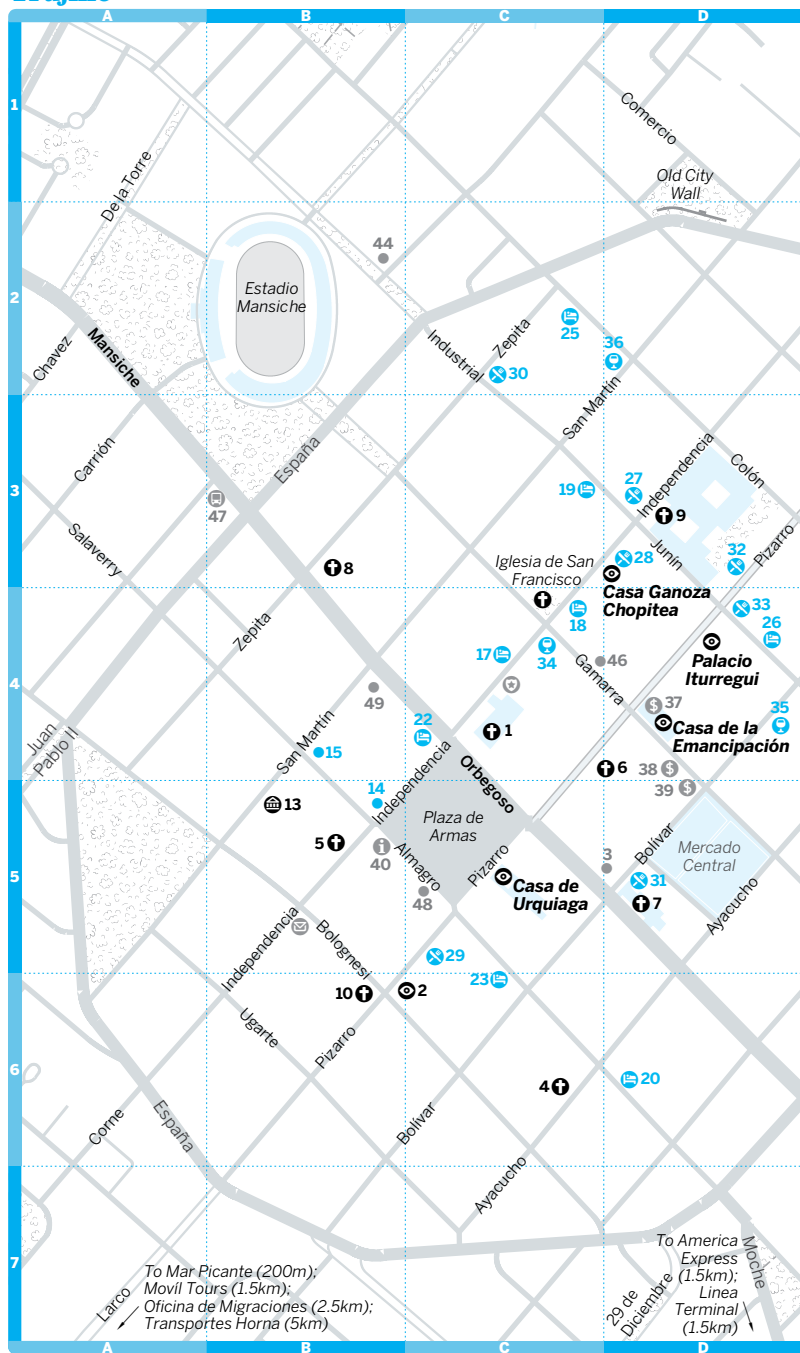 A
B
C
D
1
Comercio
Old City
Wall
De la Torre
44
2
Estadio
Mansiche
Chavez
Mansiche
Industrial
Zepita
25
36
30
San Martín
Carrión
España
3
47
19
27
Independencia
Colón
9
Salaverry
Junín
Pizarro
32
8
Iglesia de San
Francisco
28
Casa Ganoza
Chopitea
33
18
26
Zepita
17
34
46
Gamarra
Palacio
Iturregui
4
49
37
35
22
1
Casa de la
Emancipación
Juan
Pablo II
San Martín
15
Independencia
Orbegoso
6
38
39
14
13
Plaza de
Armas
5
5
40
Almagro
48
Pizarro
3
Bolívar
Mercado
Central
Casa de
Urquiaga
31
7
Ayacucho
Independencia
Bolognesi
29
23
10
2
Ugarte
Pizarro
6
4
20
Corne
España
Bolívar
Ayacucho
7
To Mar Picante (200m);
Movíl Tours (1.5km);
Oficina de Migraciones (2.5km);
Transportes Horna (5km)
Larco
To America
Express
(1.5km);
Linea
Terminal
(1.5km)
Moche
29 de
Diciembre
A
B
C
D